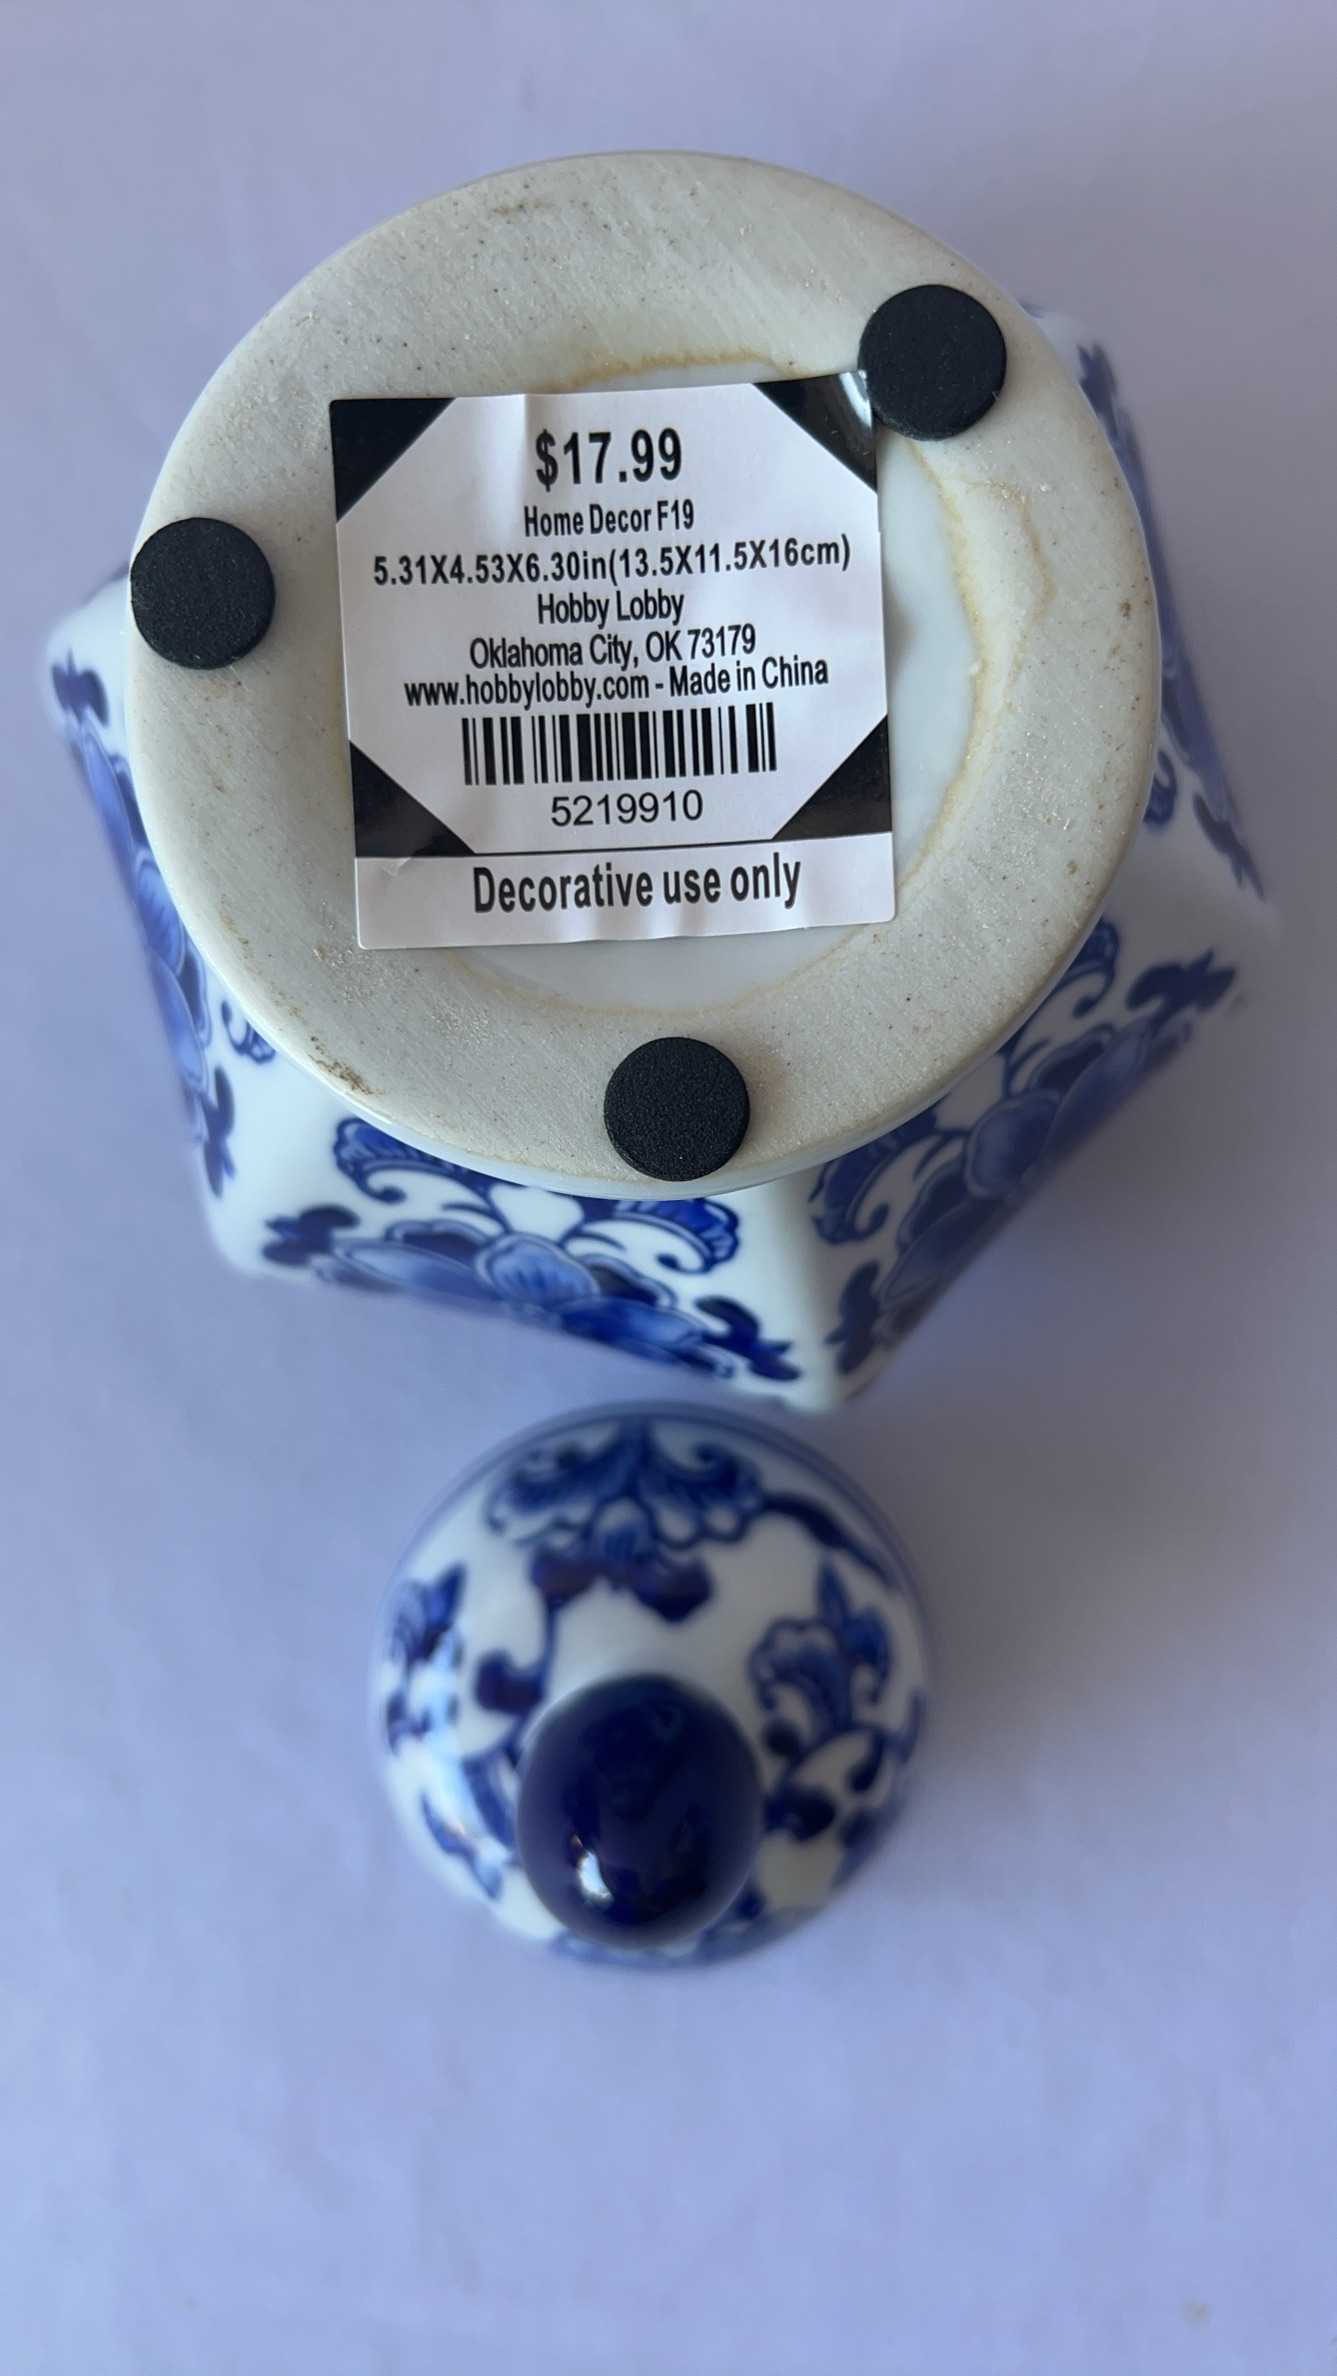 $17.99
Home Decor F19
5.31X4.53X6.30in(13.5X11.5X16cm)
Hobby Lobby
Oklahoma City, OK 73179
www.hobbylobby.com - Made in China
5219910
Decorative use only